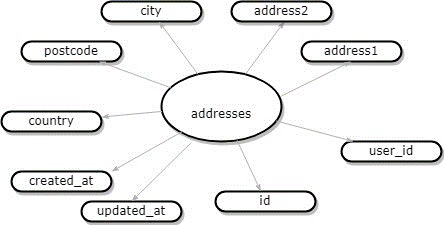 city
address2
postcode
address1
addresses
country
user_id
created_at
updated_at
id